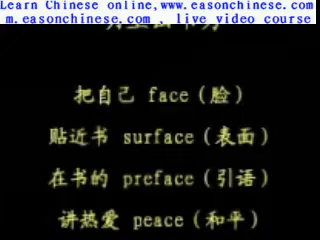 Learn Chinese online,www.easonchinese.com
m.easonchinese.com , live video course
把自己 face（脸）
贴近书 surface（表面）
在书的 preface（引语）
讲热爱 peace（和平）